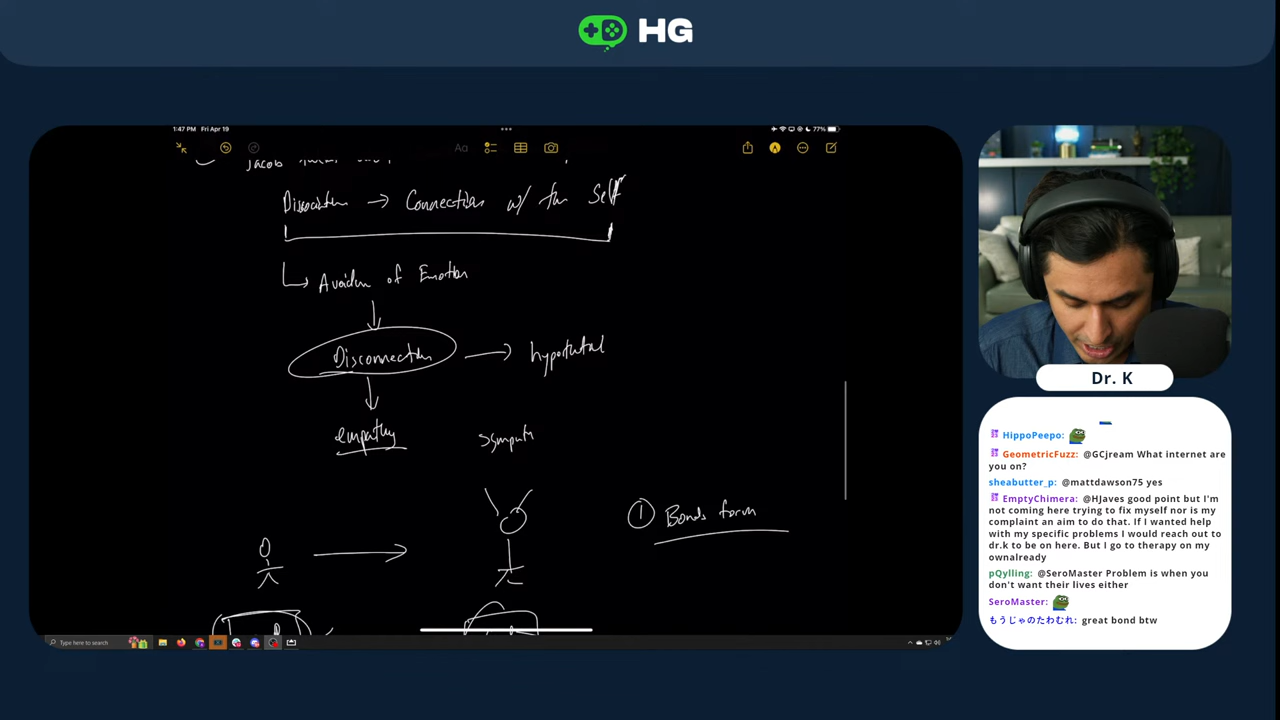 HG
1:47 PM Fri Apr 19
77%
Jacob
Dissociation → Connection w/ Self
↳ Avoidance of Emotion
Disconnection → hypo
empathy
① Bonds form
Type here to search
Dr. K
HippoPeepo:
GeometricFuzz: @GCjream What internet are
you on?
sheabutter_p: @mattdawson75 yes
EmptyChimera: @HJaves good point but I'm
not coming here trying to fix myself nor is my
complaint an aim to do that. If I wanted help
with my specific problems I would reach out to
dr.k to be on here. But I go to therapy on my
ownalready
pQylling: @SeroMaster Problem is when you
don't want their lives either
SeroMaster:
もうじゃのたわむれ: great bond btw